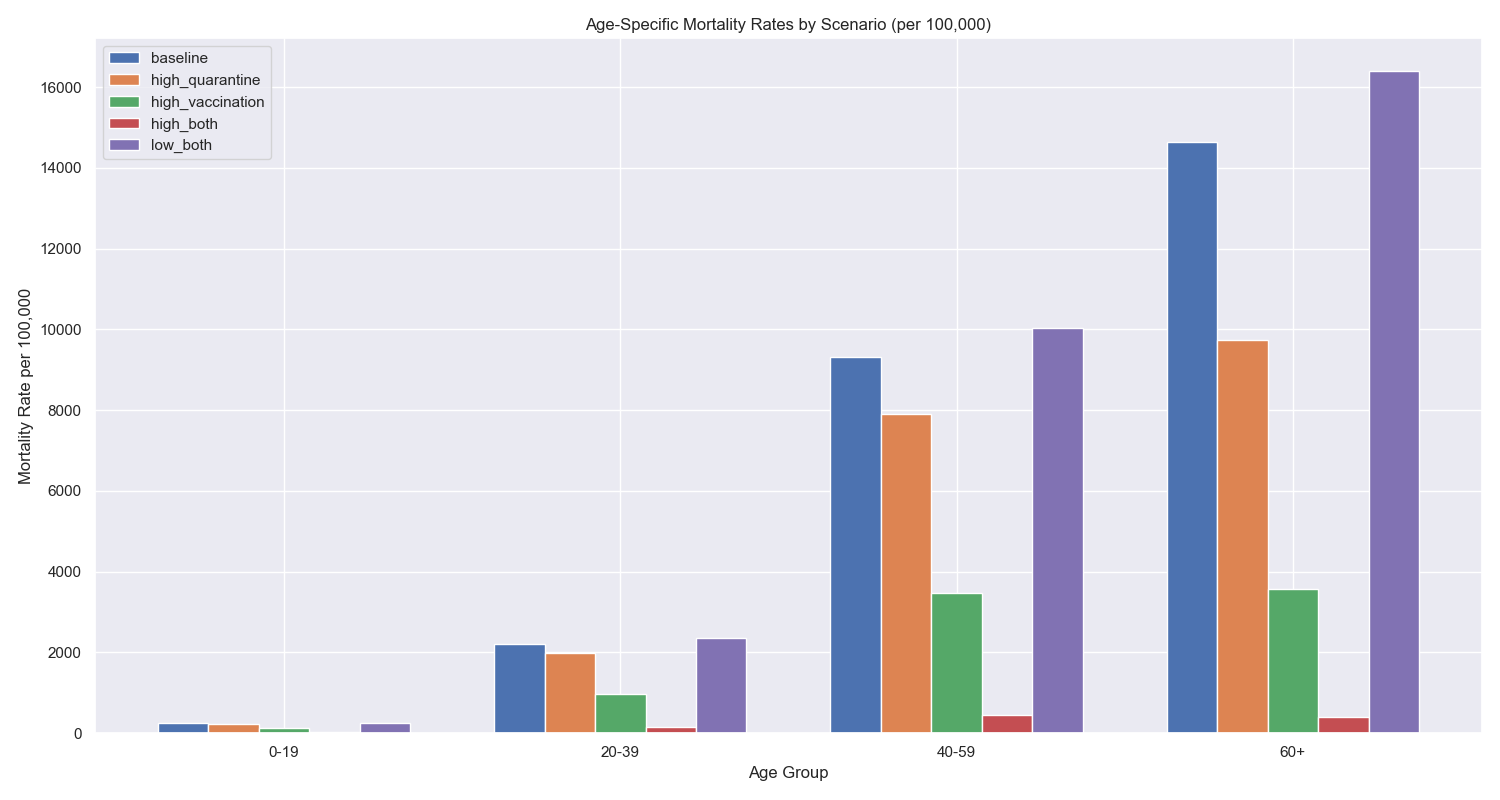 Age-Specific Mortality Rates by Scenario (per 100,000)
baseline
high_quarantine
high_vaccination
high_both
low_both
Mortality Rate per 100,000
16000
14000
12000
10000
8000
6000
4000
2000
0
0-19 20-39 40-59 60+
Age Group